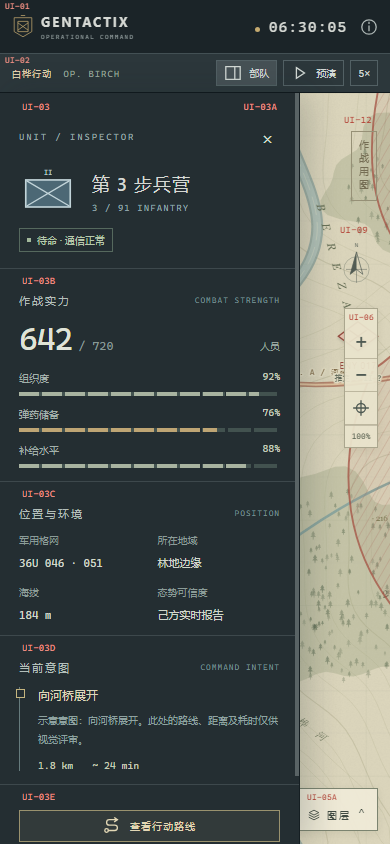 UI-01
GENTACTIX
OPERATIONAL COMMAND
06:30:05
UI-02
白桦行动 OP. BIRCH
部队
预演
5×
UI-03
UI-03A
UNIT / INSPECTOR
×
II
第 3 步兵营
3 / 91 INFANTRY
待命·通信正常
UI-03B
作战实力
COMBAT STRENGTH
642 / 720
人员
组织度
92%
弹药储备
76%
补给水平
88%
UI-03C
位置与环境
POSITION
军用格网
所在地域
36U 046 · 051
林地边缘
海拔
态势可信度
184 m
己方实时报告
UI-03D
当前意图
COMMAND INTENT
向河桥展开
示意意图：向河桥展开。此处的路线、距离及耗时仅供
视觉评审。
1.8 km ~ 24 min
UI-03E
查看行动路线
UI-12
作战用图
UI-09
N
BEREZA
UI-06
+
−
100%
UI-05A
图层